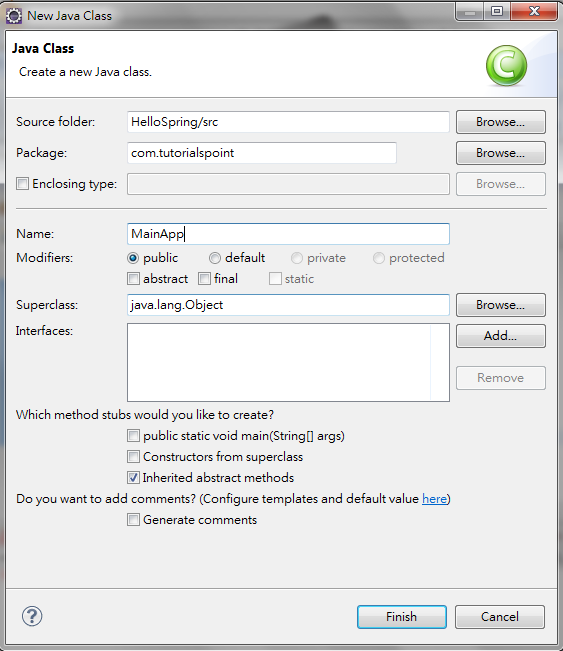 New Java Class
Java Class
Create a new Java class.
Source folder: HelloSpring/src Browse...
Package: com.tutorialspoint Browse...
Enclosing type: Browse...
Name: MainApp
Modifiers: public default private protected
abstract final static
Superclass: java.lang.Object Browse...
Interfaces: Add...
Remove
Which method stubs would you like to create?
public static void main(String[] args)
Constructors from superclass
Inherited abstract methods
Do you want to add comments? (Configure templates and default value here)
Generate comments
? Finish Cancel